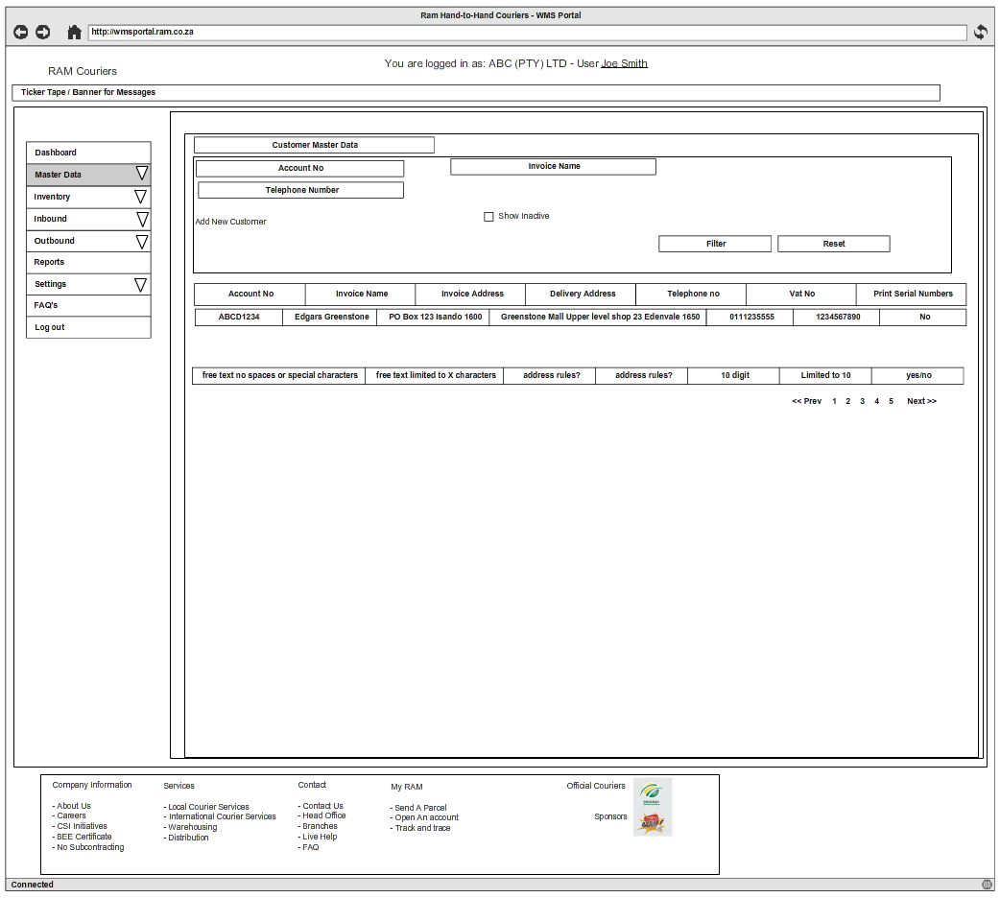 Ram Hand-to-Hand Couriers - WMS Portal
http://wmsportal.ram.co.za
You are logged in as: ABC (PTY) LTD - User Joe Smith
RAM Couriers
Ticker Tape / Banner for Messages
Dashboard
Master Data
Inventory
Inbound
Outbound
Reports
Settings
FAQ's
Log out
Customer Master Data
Account No
Invoice Name
Telephone Number
Add New Customer
Show Inactive
Filter Reset
Account No Invoice Name Invoice Address Delivery Address Telephone no Vat No Print Serial Numbers
ABCD1234 Edgars Greenstone PO Box 123 Isando 1600 Greenstone Mall Upper level shop 23 Edenvale 1650 0111235555 1234567890 No
free text no spaces or special characters free text limited to X characters address rules? address rules? 10 digit Limited to 10 yes/no
<< Prev 1 2 3 4 5 Next >>
Company Information
- About Us
- Careers
- CSI Initiatives
- BEE Certificate
- No Subcontracting
Services
- Local Courier Services
- International Courier Services
- Warehousing
- Distribution
Contact
- Contact Us
- Head Office
- Branches
- Live Help
- FAQ
My RAM
- Send A Parcel
- Open An account
- Track and trace
Official Couriers
Sponsors
Connected